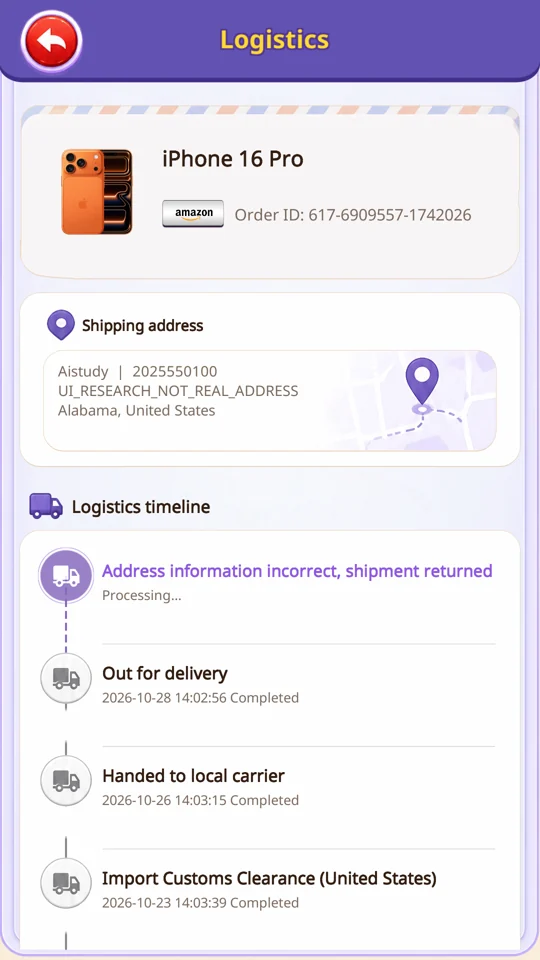 Logistics
iPhone 16 Pro
amazon
Order ID: 617-6909557-1742026
Shipping address
Aistudy | 2025550100
UI_RESEARCH_NOT_REAL_ADDRESS
Alabama, United States
Logistics timeline
Address information incorrect, shipment returned
Processing...
Out for delivery
2026-10-28 14:02:56 Completed
Handed to local carrier
2026-10-26 14:03:15 Completed
Import Customs Clearance (United States)
2026-10-23 14:03:39 Completed